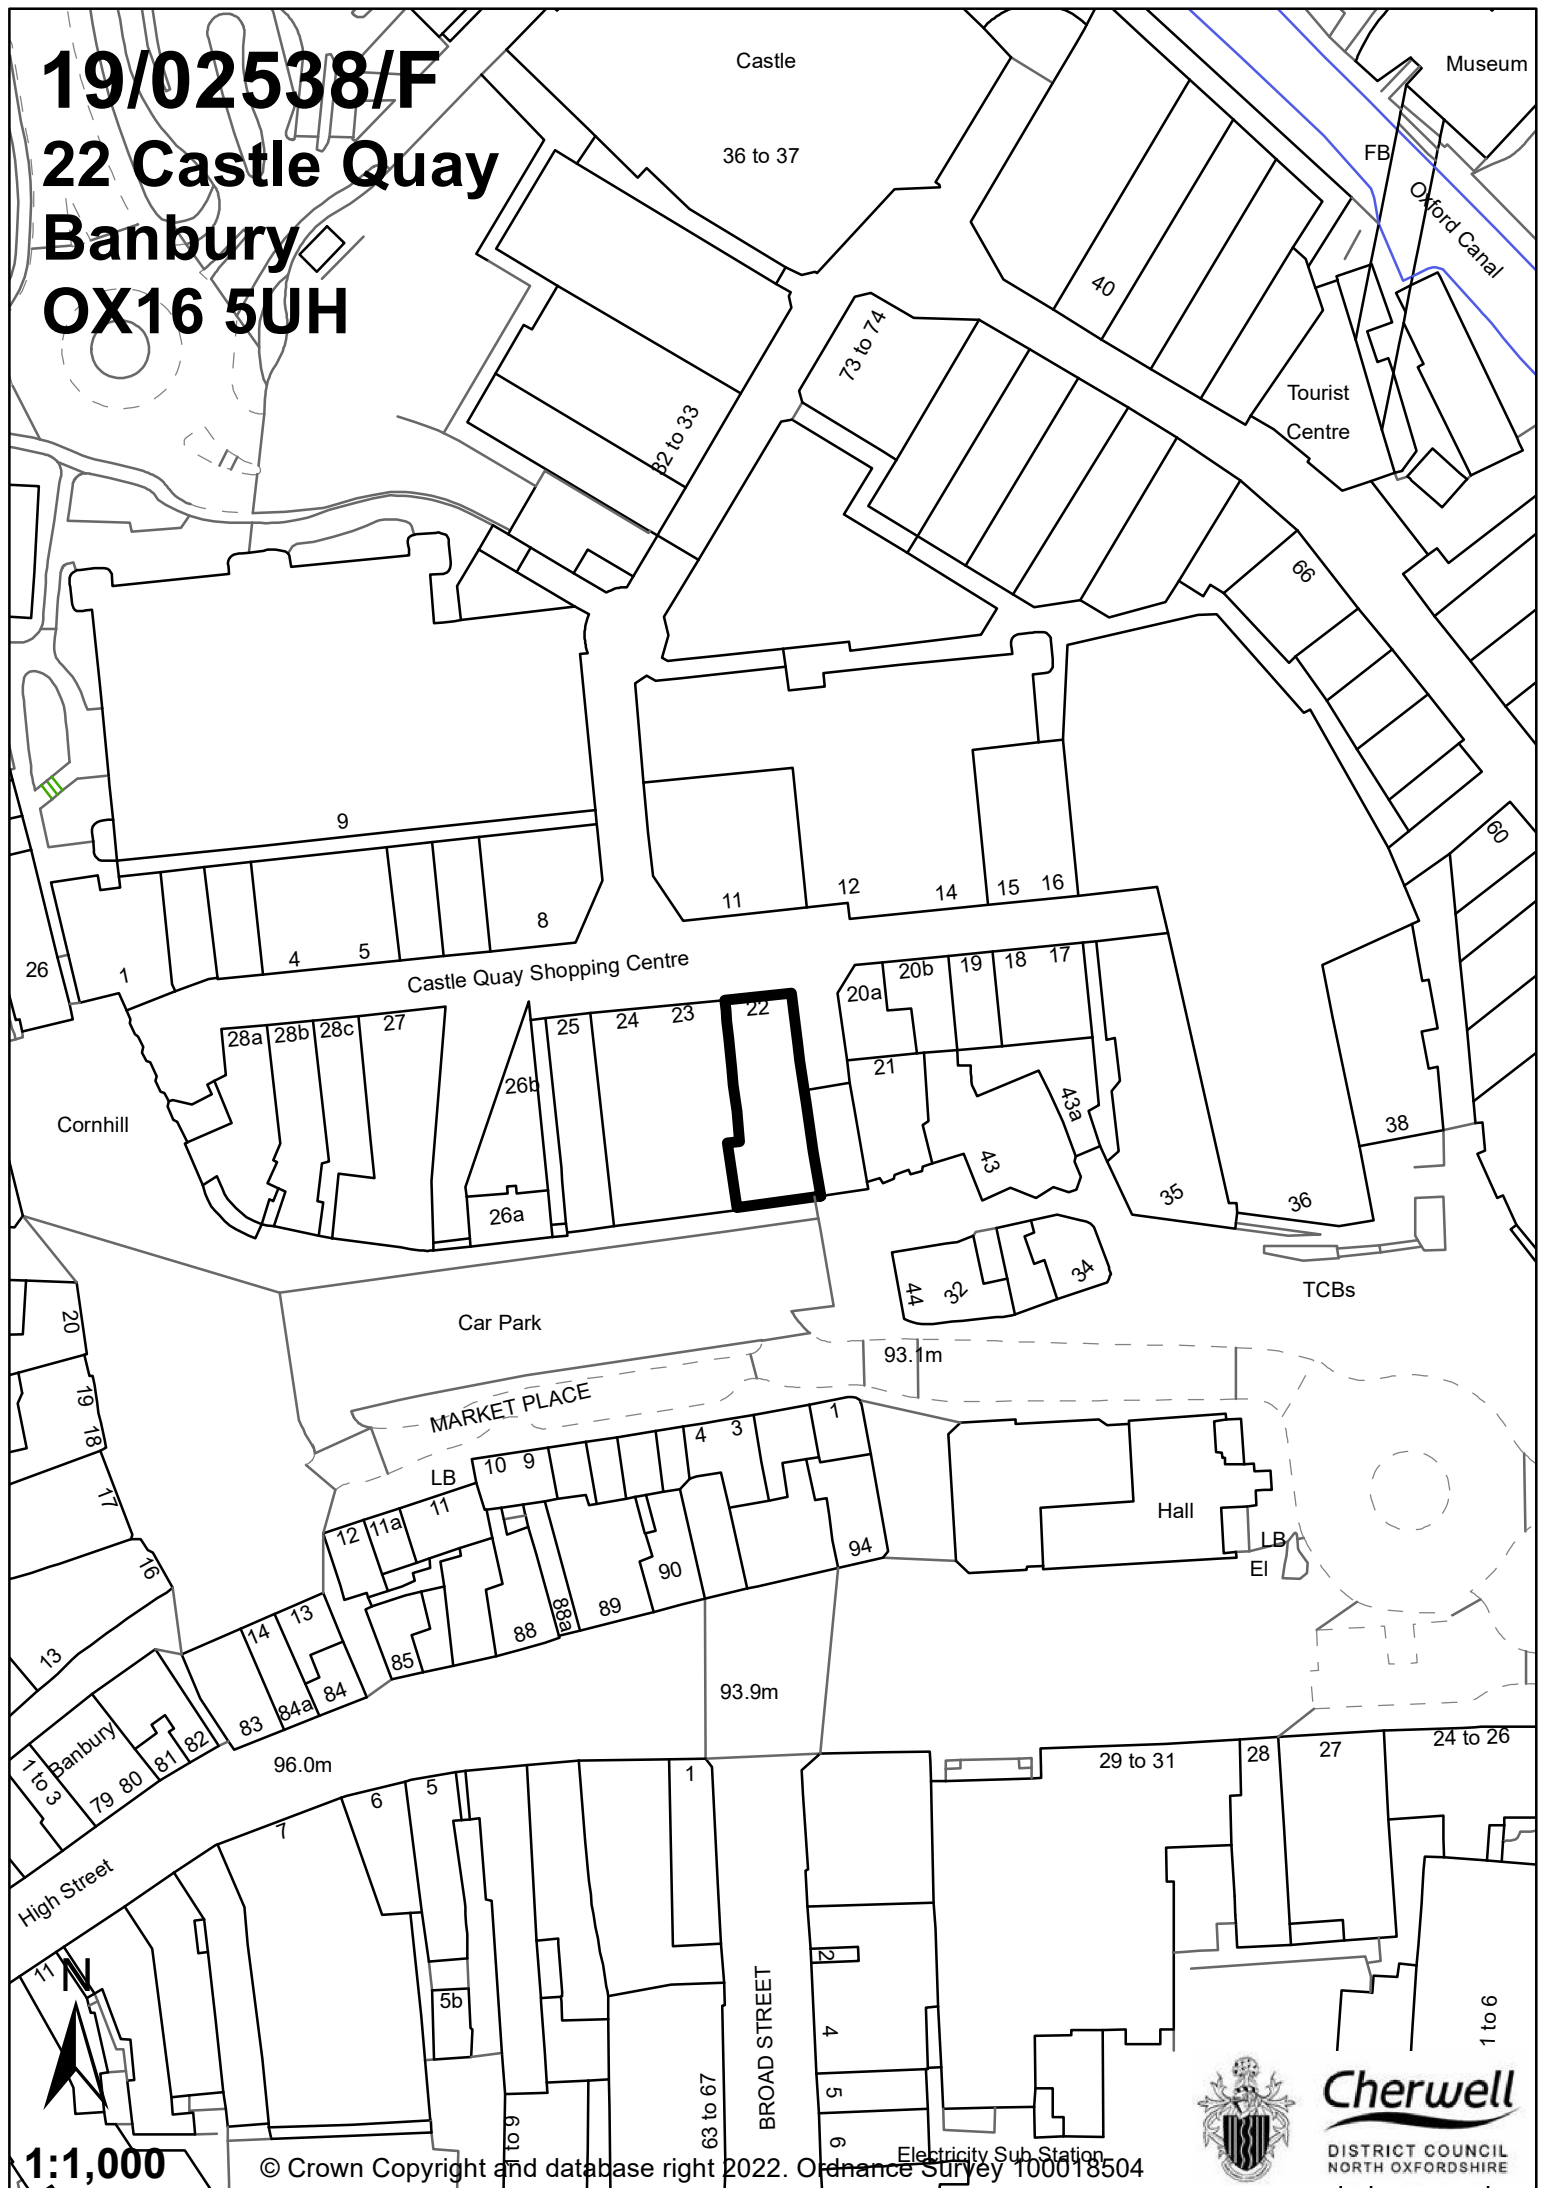 19/02538/F
22 Castle Quay
Banbury
OX16 5UH
Castle
36 to 37
Museum
FB
Oxford Canal
40
73 to 74
Tourist
Centre
32 to 33
66
60
9
11
12
14
15
16
8
4
5
1
26
Castle Quay Shopping Centre
28a
28b
28c
27
26b
25
24
23
22
20a
20b
19
18
17
21
43a
43
26a
Cornhill
35
36
38
44
32
34
TCBs
Car Park
93.1m
MARKET PLACE
20
19
18
17
16
13
LB
10
9
4
3
1
12
11a
11
Hall
LB
El
94
90
89
88a
88
85
14
13
84a
84
83
82
81
80
79
Banbury
1 to 3
93.9m
96.0m
High Street
7
6
5
1
29 to 31
28
27
24 to 26
11
N
5b
2
4
5
6
BROAD STREET
63 to 67
1 to 9
1 to 6
Electricity Sub Station
1:1,000
© Crown Copyright and database right 2022. Ordnance Survey 100018504
Cherwell
DISTRICT COUNCIL
NORTH OXFORDSHIRE